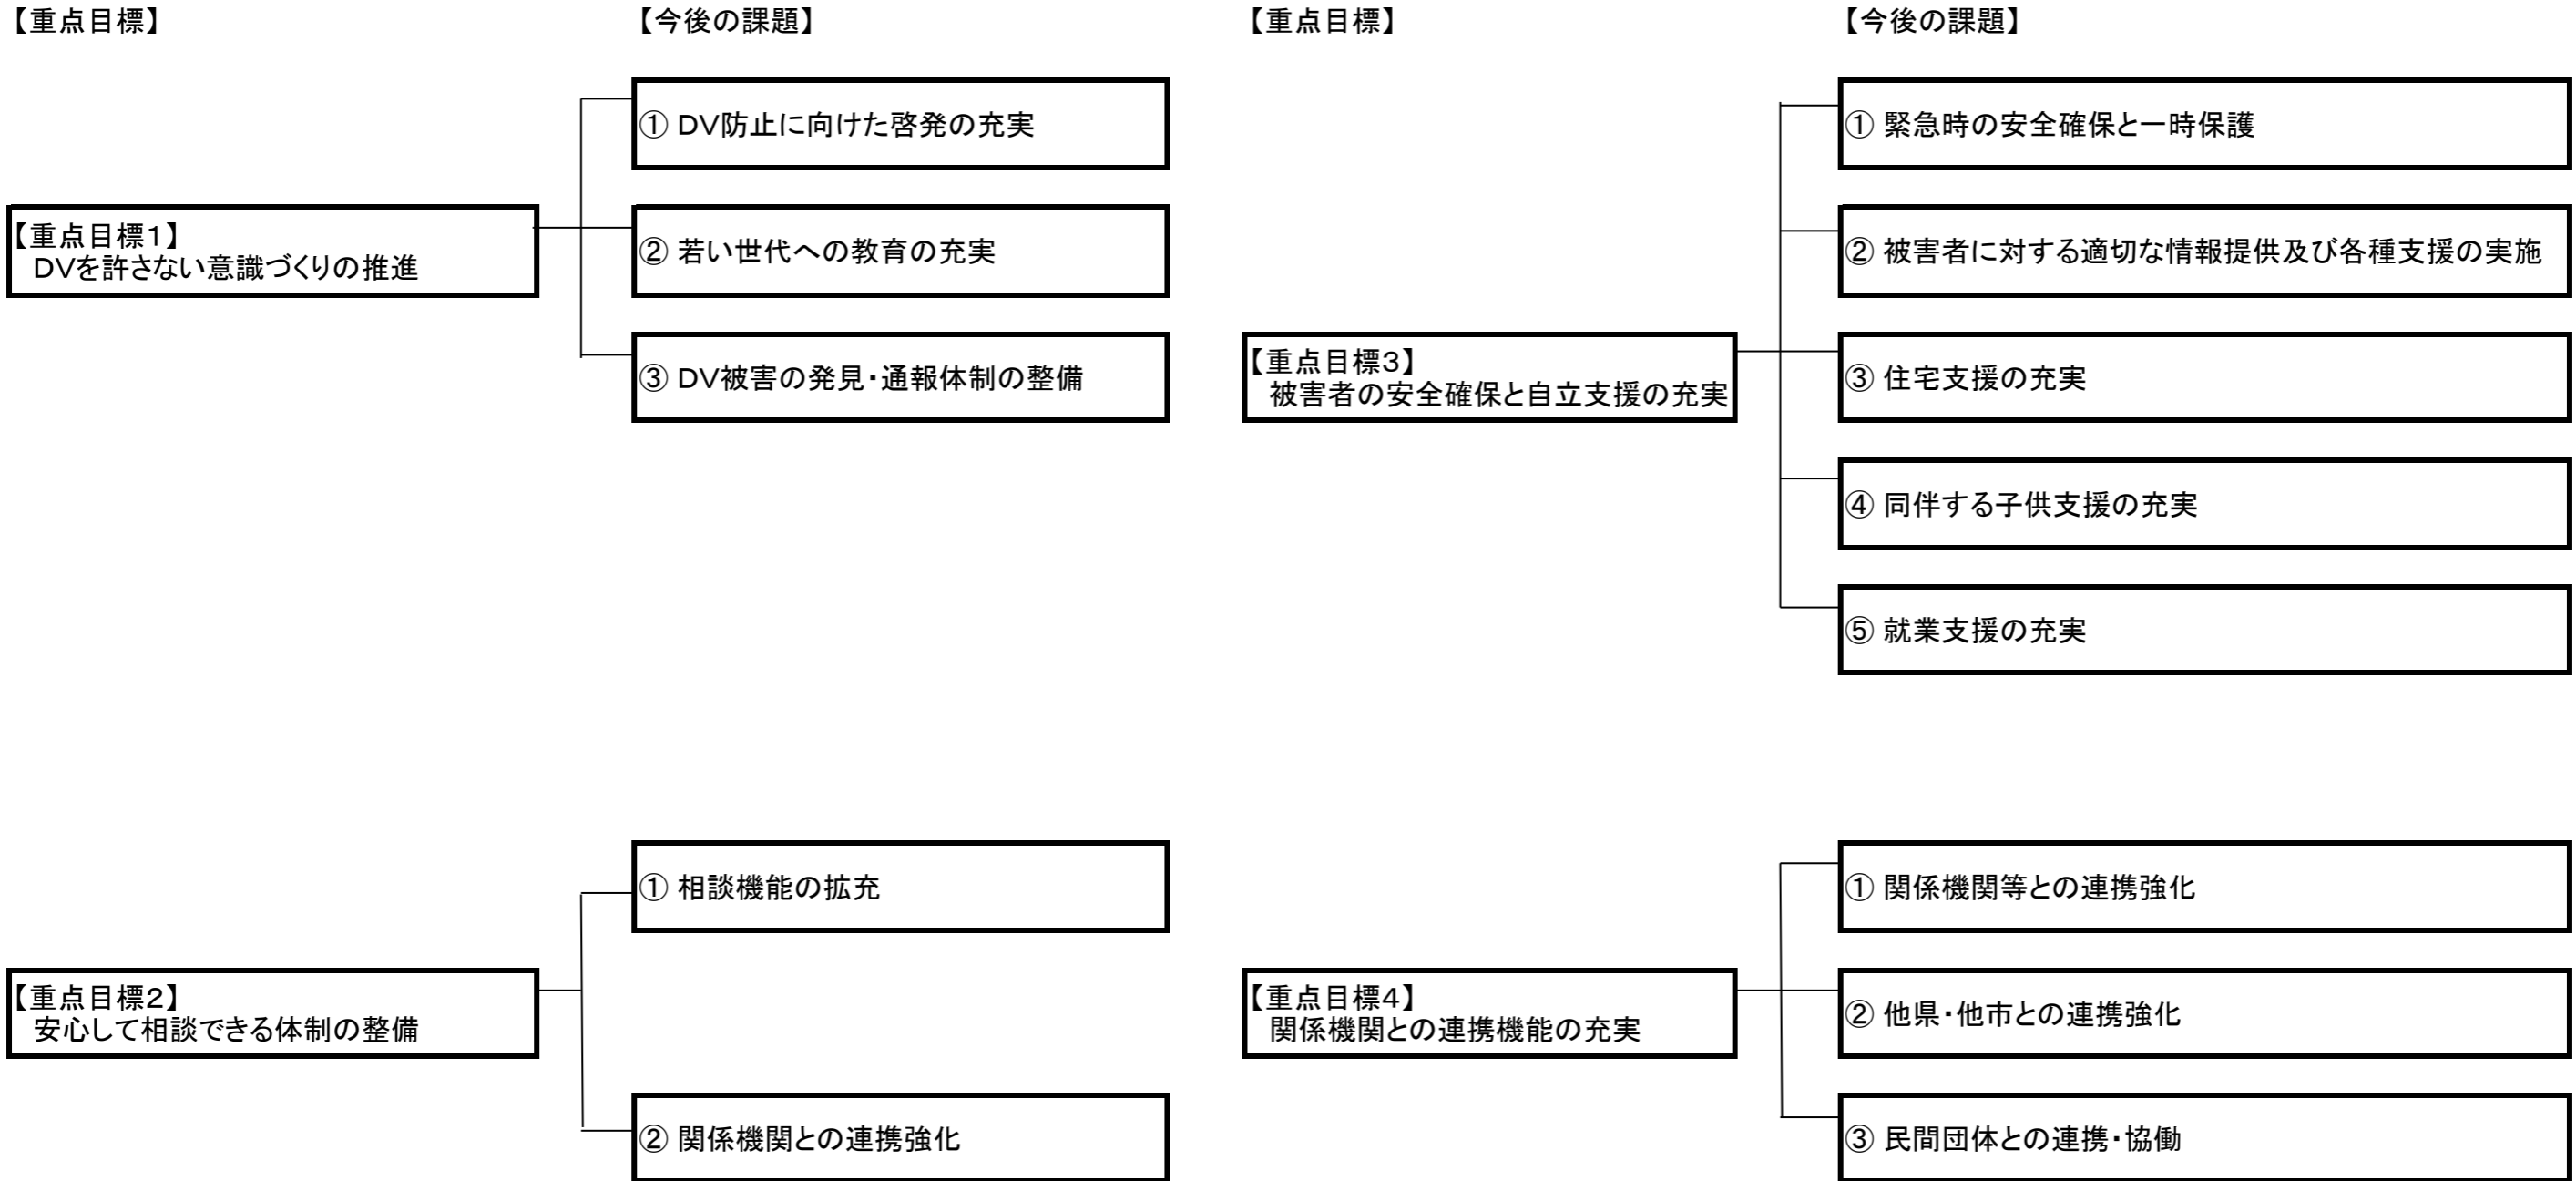 【重点目標】
【今後の課題】
【重点目標1】
DVを許さない意識づくりの推進
① DV防止に向けた啓発の充実
② 若い世代への教育の充実
③ DV被害の発見・通報体制の整備
【重点目標2】
安心して相談できる体制の整備
① 相談機能の拡充
② 関係機関との連携強化
【重点目標】
【今後の課題】
【重点目標3】
被害者の安全確保と自立支援の充実
① 緊急時の安全確保と一時保護
② 被害者に対する適切な情報提供及び各種支援の実施
③ 住宅支援の充実
④ 同伴する子供支援の充実
⑤ 就業支援の充実
【重点目標4】
関係機関との連携機能の充実
① 関係機関等との連携強化
② 他県・他市との連携強化
③ 民間団体との連携・協働